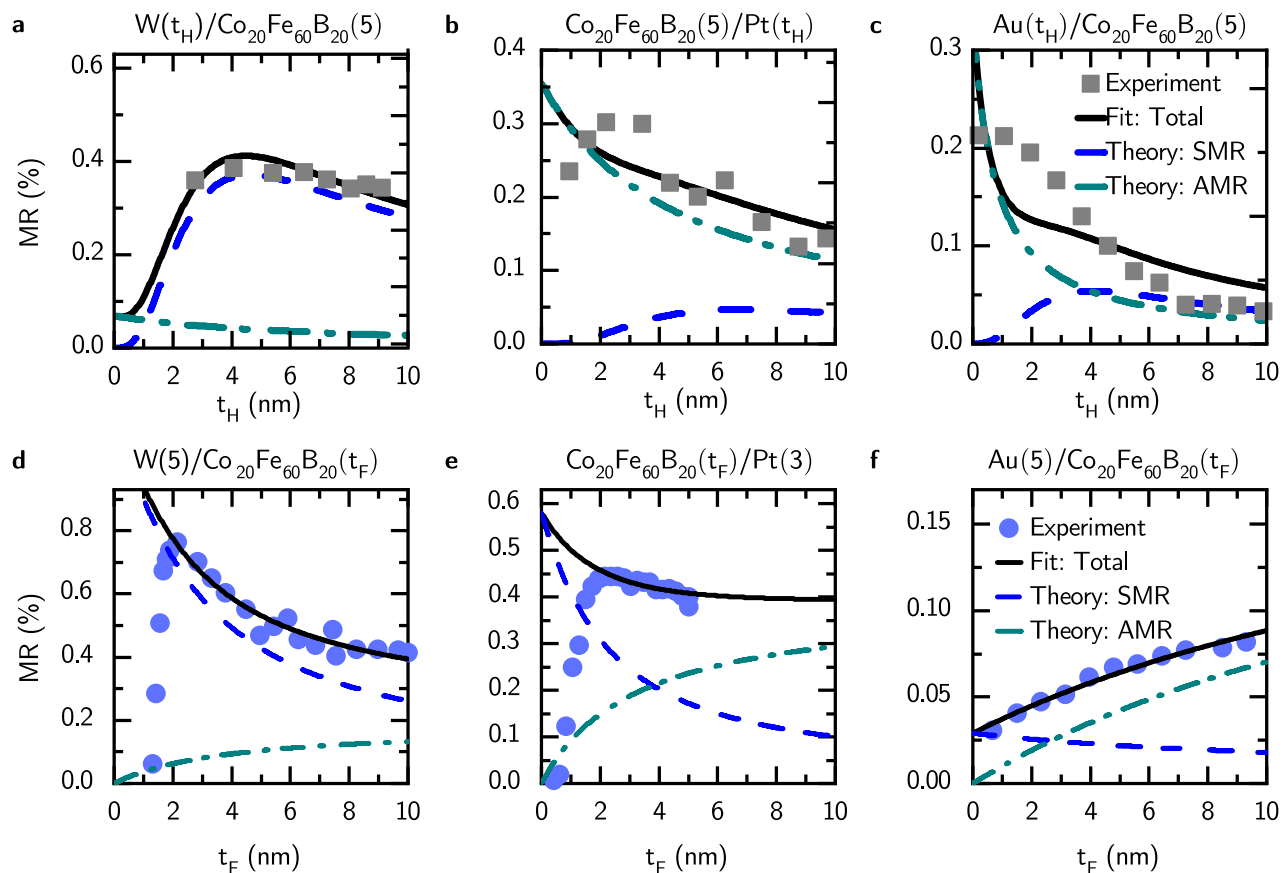 a W(t_H)/Co₂₀Fe₆₀B₂₀(5)
MR (%)
0.6
0.4
0.2
0.0
0 2 4 6 8 10
t_H (nm)
b Co₂₀Fe₆₀B₂₀(5)/Pt(t_H)
0.4
0.3
0.2
0.1
0.0
0 2 4 6 8 10
t_H (nm)
c Au(t_H)/Co₂₀Fe₆₀B₂₀(5)
0.3
0.2
0.1
0.0
Experiment
Fit: Total
Theory: SMR
Theory: AMR
0 2 4 6 8 10
t_H (nm)
d W(5)/Co₂₀Fe₆₀B₂₀(t_F)
MR (%)
0.8
0.6
0.4
0.2
0.0
0 2 4 6 8 10
t_F (nm)
e Co₂₀Fe₆₀B₂₀(t_F)/Pt(3)
0.6
0.5
0.4
0.3
0.2
0.1
0.0
0 2 4 6 8 10
t_F (nm)
f Au(5)/Co₂₀Fe₆₀B₂₀(t_F)
0.15
0.10
0.05
0.00
Experiment
Fit: Total
Theory: SMR
Theory: AMR
0 2 4 6 8 10
t_F (nm)